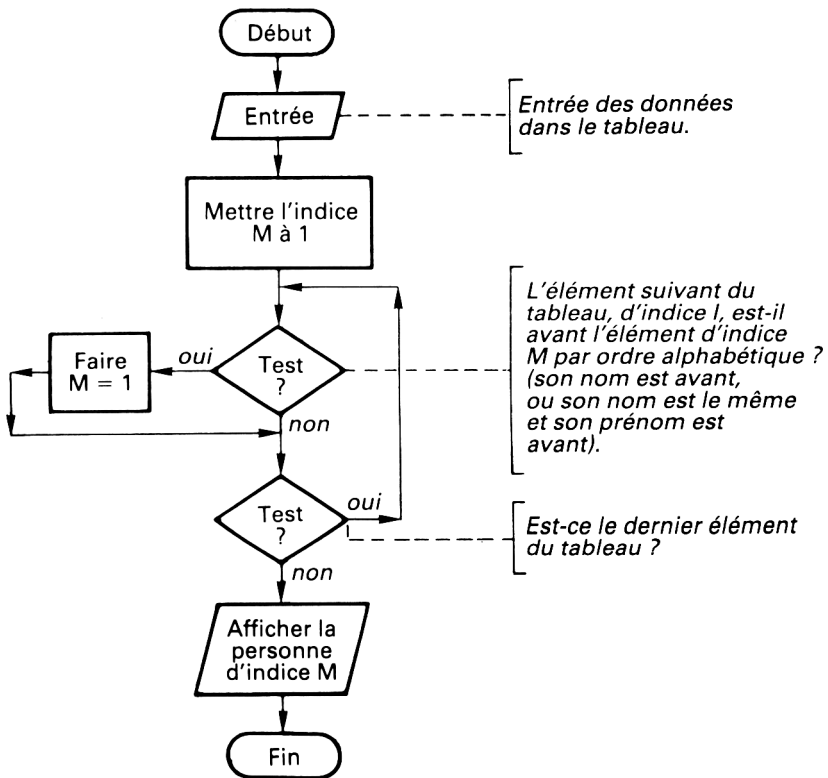 Début
Entrée
Entrée des données
dans le tableau.
Mettre l'indice
M à 1
L'élément suivant du
tableau, d'indice I, est-il
avant l'élément d'indice
M par ordre alphabétique ?
(son nom est avant,
ou son nom est le même
et son prénom est
avant).
Faire
M = 1
oui
Test
?
non
Test
?
oui
Est-ce le dernier élément
du tableau ?
non
Afficher la
personne
d'indice M
Fin